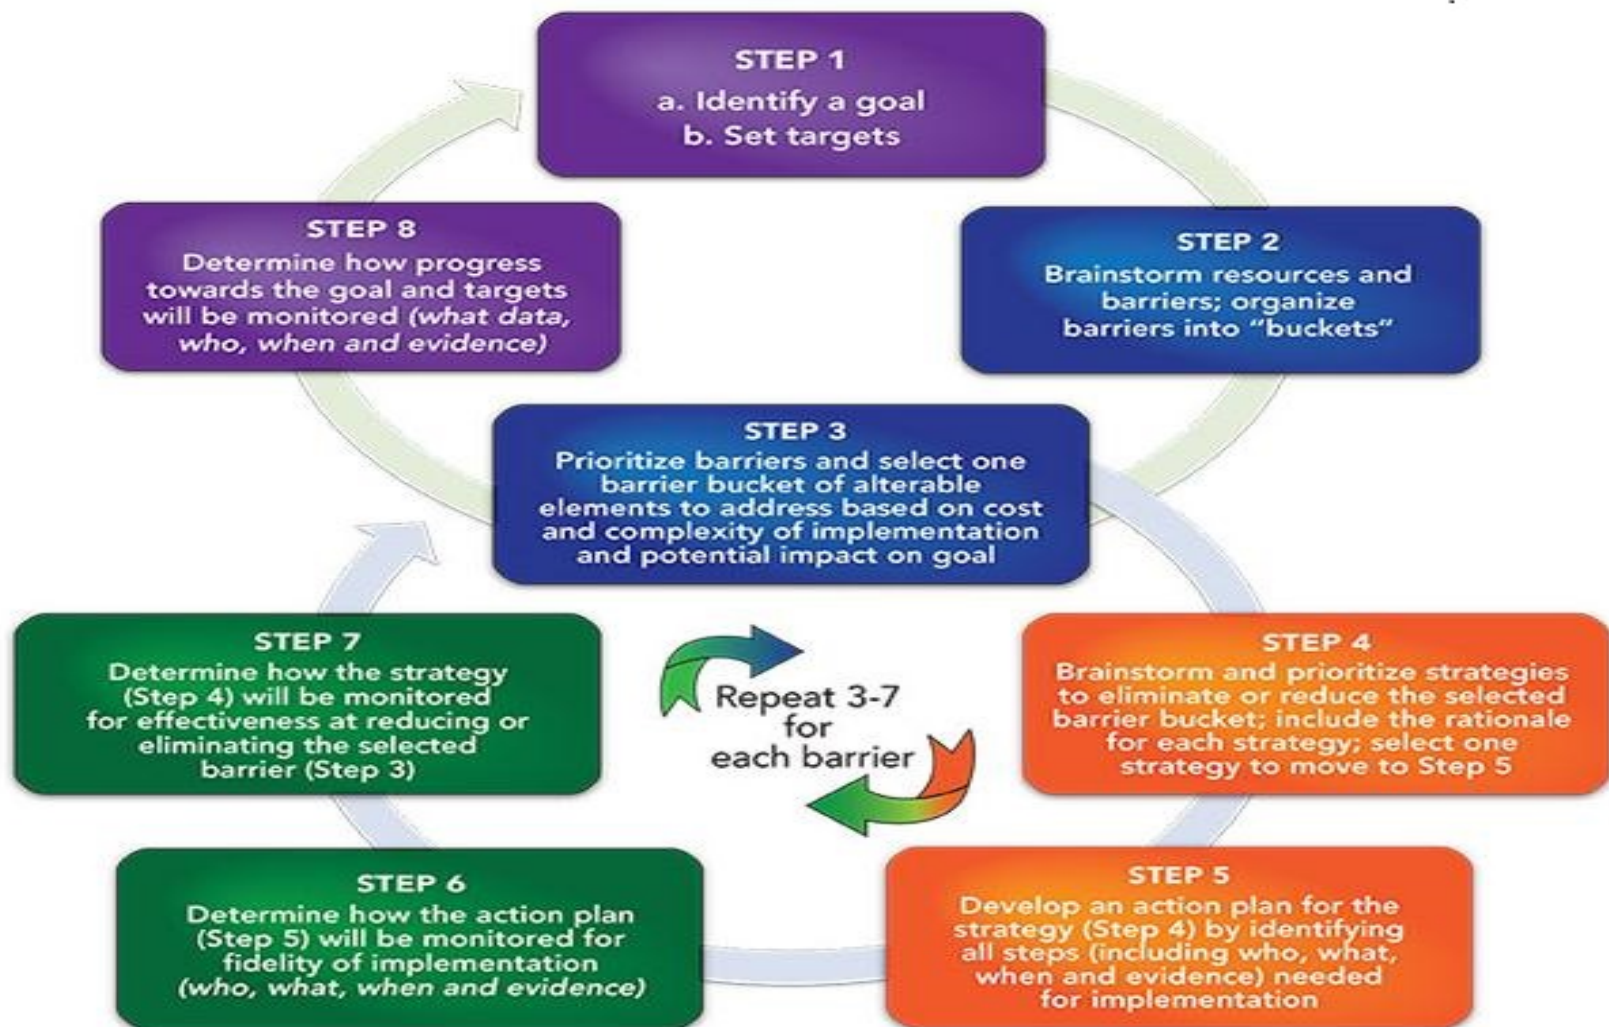 STEP 1
a. Identify a goal
b. Set targets
STEP 2
Brainstorm resources and
barriers; organize
barriers into “buckets”
STEP 3
Prioritize barriers and select one
barrier bucket of alterable
elements to address based on cost
and complexity of implementation
and potential impact on goal
STEP 4
Brainstorm and prioritize strategies
to eliminate or reduce the selected
barrier bucket; include the rationale
for each strategy; select one
strategy to move to Step 5
STEP 5
Develop an action plan for the
strategy (Step 4) by identifying
all steps (including who, what,
when and evidence) needed
for implementation
STEP 6
Determine how the action plan
(Step 5) will be monitored for
fidelity of implementation
(who, what, when and evidence)
STEP 7
Determine how the strategy
(Step 4) will be monitored
for effectiveness at reducing or
eliminating the selected
barrier (Step 3)
STEP 8
Determine how progress
towards the goal and targets
will be monitored (what data,
who, when and evidence)
Repeat 3-7
for
each barrier